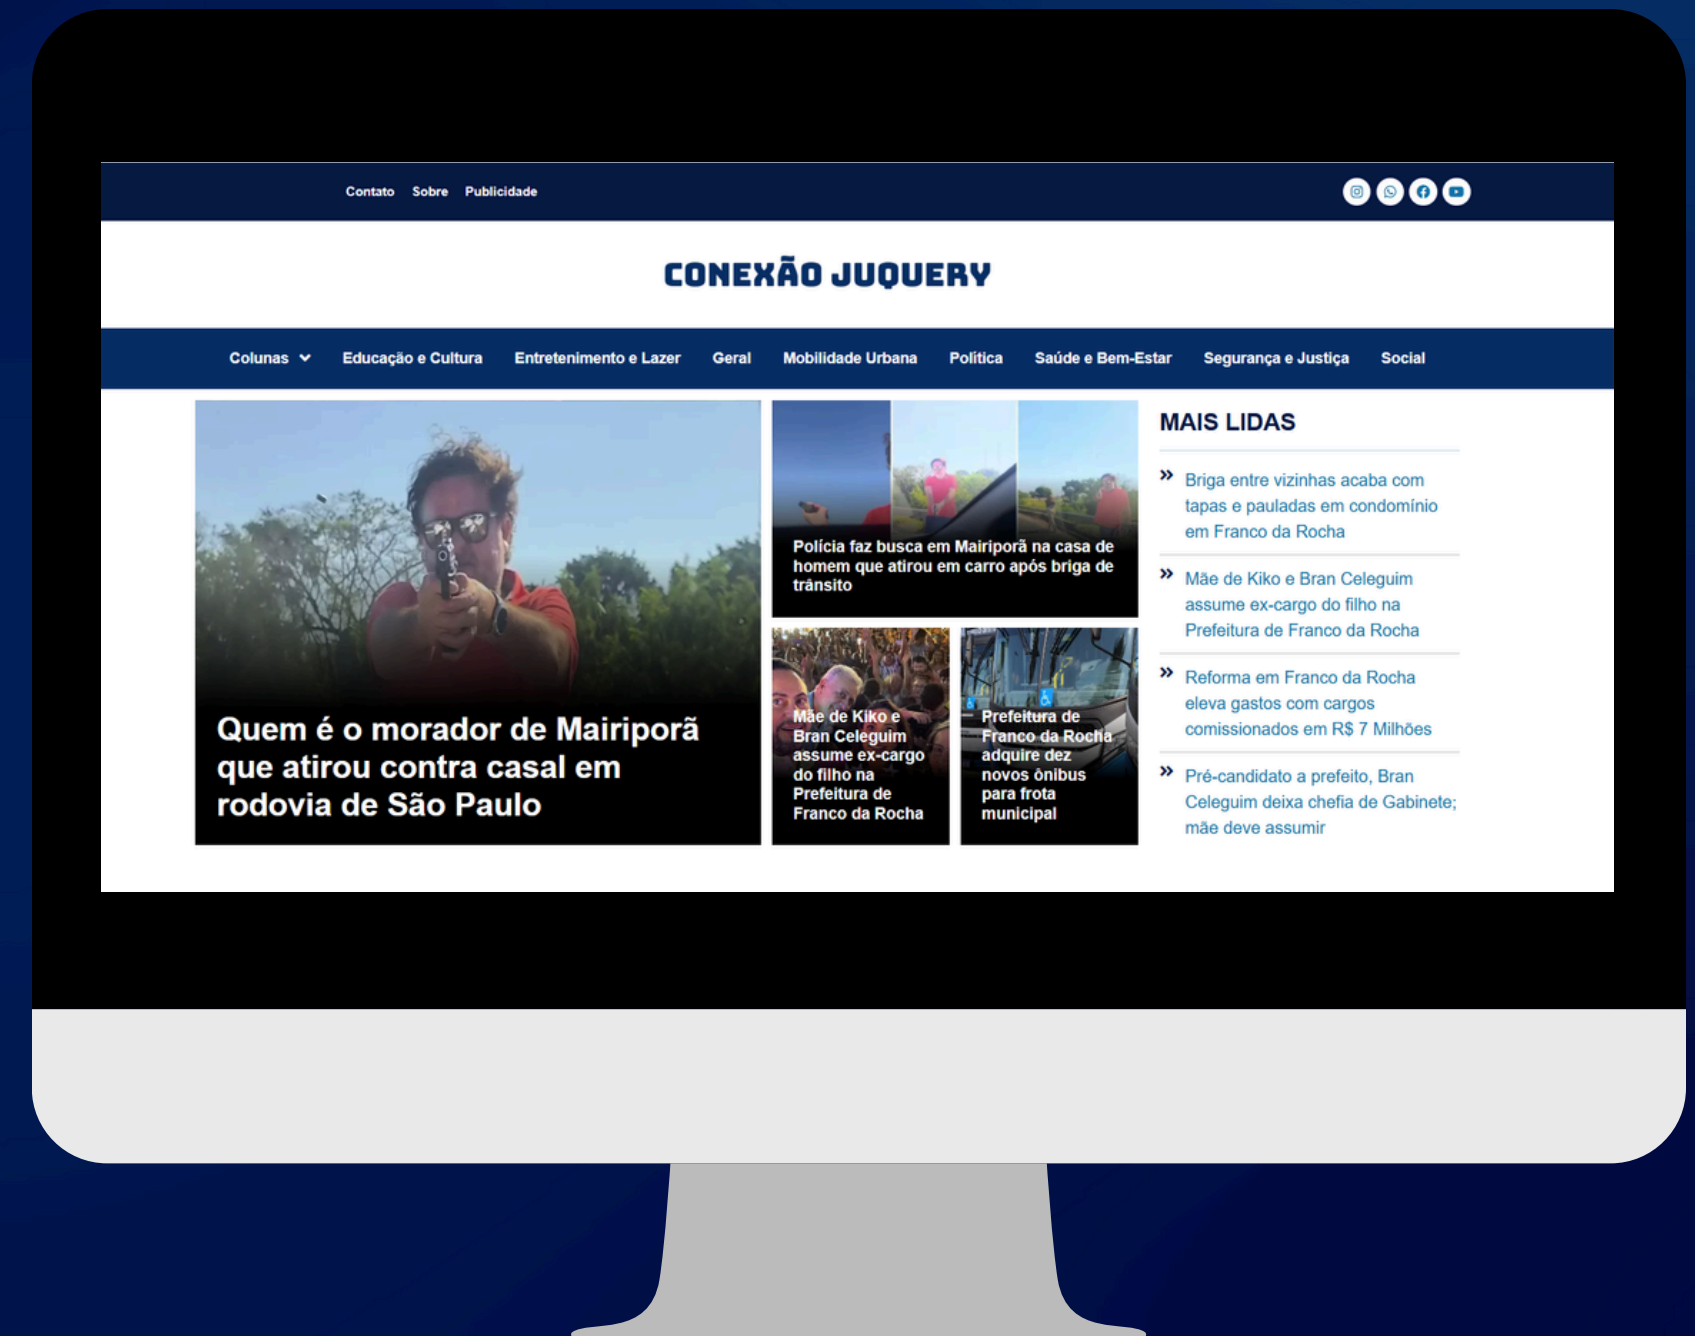 Contato Sobre Publicidade
CONEXÃO JUQUERY
Colunas Educação e Cultura Entretenimento e Lazer Geral Mobilidade Urbana Política Saúde e Bem-Estar Segurança e Justiça Social
Quem é o morador de Mairiporã
que atirou contra casal em
rodovia de São Paulo
Polícia faz busca em Mairiporã na casa de
homem que atirou em carro após briga de
trânsito
Mãe de Kiko e
Bran Celeguim
assume ex-cargo
do filho na
Prefeitura de
Franco da Rocha
Prefeitura de
Franco da Rocha
adquire dez
novos ônibus
para frota
municipal
MAIS LIDAS
Briga entre vizinhas acaba com
tapas e pauladas em condomínio
em Franco da Rocha
Mãe de Kiko e Bran Celeguim
assume ex-cargo do filho na
Prefeitura de Franco da Rocha
Reforma em Franco da Rocha
eleva gastos com cargos
comissionados em R$ 7 Milhões
Pré-candidato a prefeito, Bran
Celeguim deixa chefia de Gabinete;
mãe deve assumir